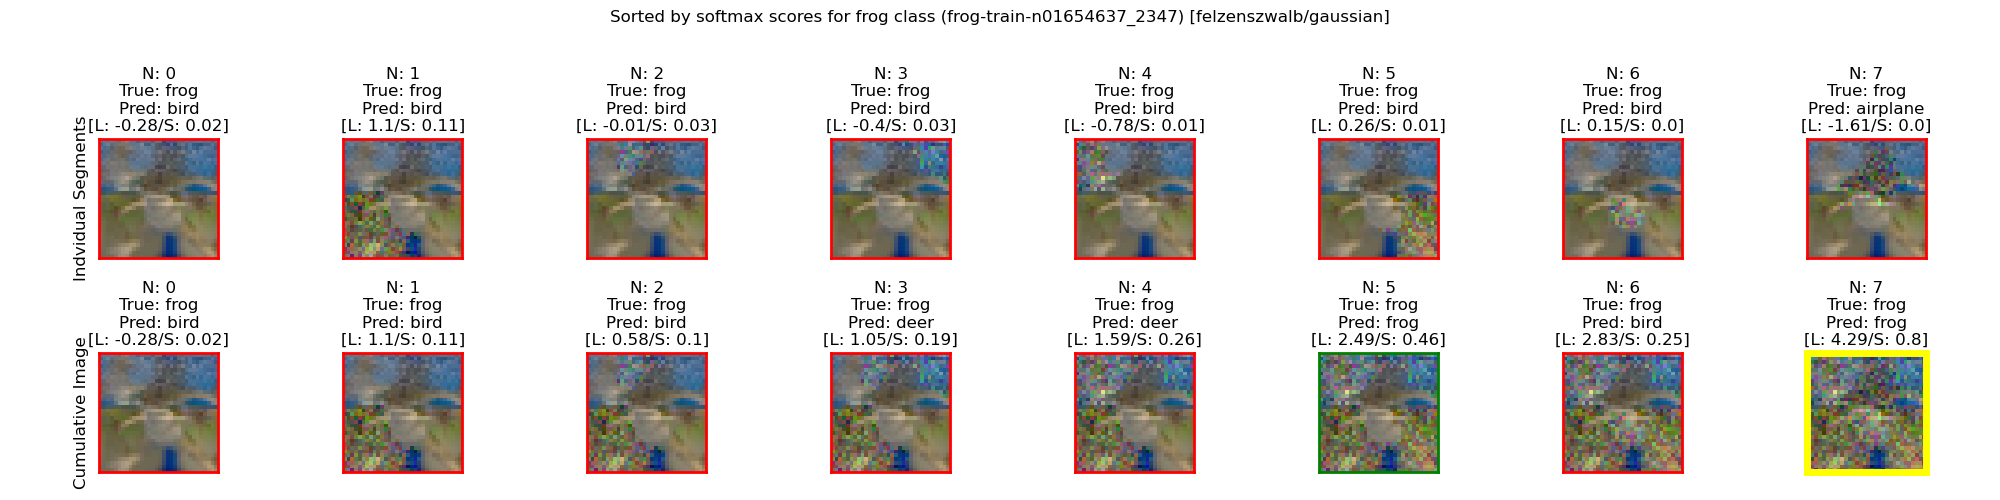 Sorted by softmax scores for frog class (frog-train-n01654637_2347) [felzenszwalb/gaussian]
Indvidual Segments
N: 0
True: frog
Pred: bird
[L: -0.28/S: 0.02]
N: 1
True: frog
Pred: bird
[L: 1.1/S: 0.11]
N: 2
True: frog
Pred: bird
[L: -0.01/S: 0.03]
N: 3
True: frog
Pred: bird
[L: -0.4/S: 0.03]
N: 4
True: frog
Pred: bird
[L: -0.78/S: 0.01]
N: 5
True: frog
Pred: bird
[L: 0.26/S: 0.01]
N: 6
True: frog
Pred: bird
[L: 0.15/S: 0.0]
N: 7
True: frog
Pred: airplane
[L: -1.61/S: 0.0]
Cumulative Image
N: 0
True: frog
Pred: bird
[L: -0.28/S: 0.02]
N: 1
True: frog
Pred: bird
[L: 1.1/S: 0.11]
N: 2
True: frog
Pred: bird
[L: 0.58/S: 0.1]
N: 3
True: frog
Pred: deer
[L: 1.05/S: 0.19]
N: 4
True: frog
Pred: deer
[L: 1.59/S: 0.26]
N: 5
True: frog
Pred: frog
[L: 2.49/S: 0.46]
N: 6
True: frog
Pred: bird
[L: 2.83/S: 0.25]
N: 7
True: frog
Pred: frog
[L: 4.29/S: 0.8]